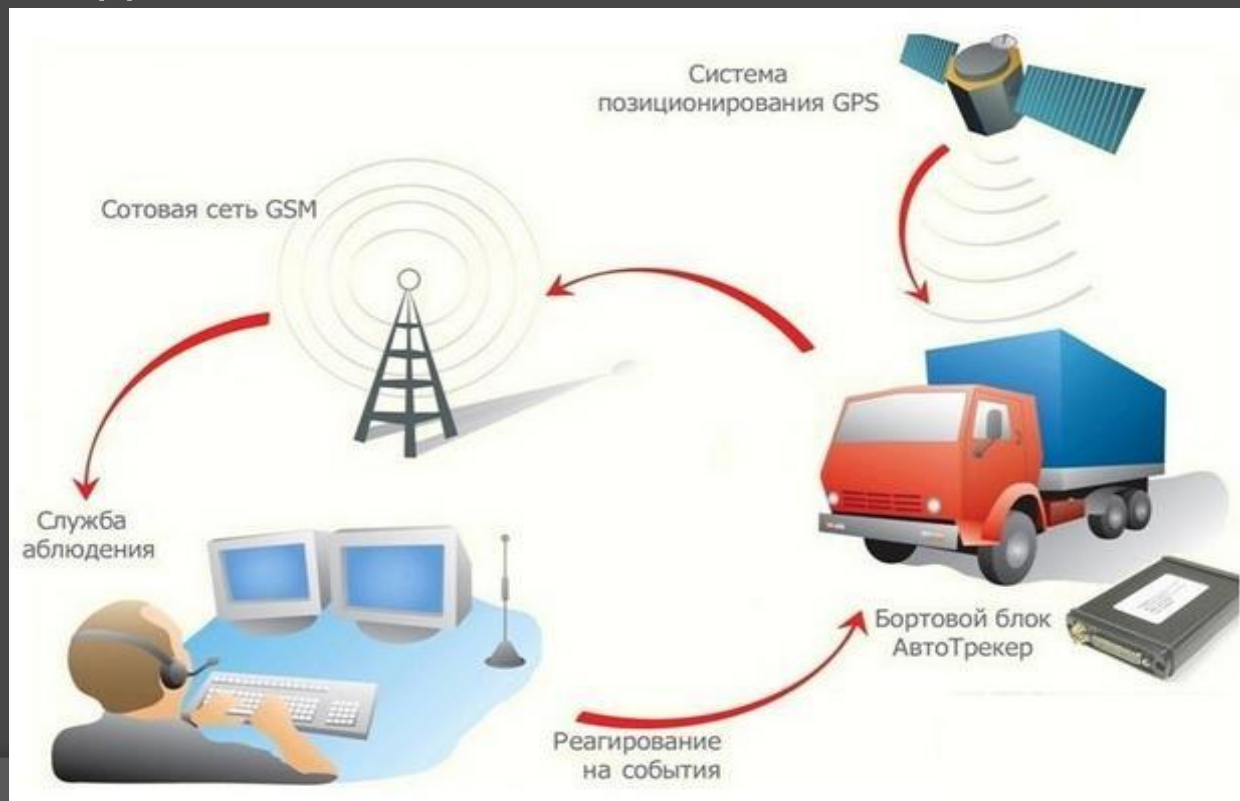 Система
позиционирования GPS
Сотовая сеть GSM
Служба
аблюдения
Бортовой блок
АвтоТрекер
Реагирование
на события